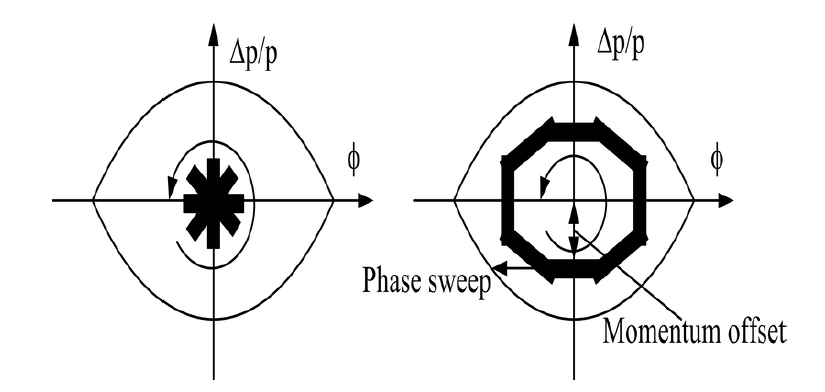 Δp/p
ϕ
Δp/p
ϕ
Phase sweep
Momentum offset